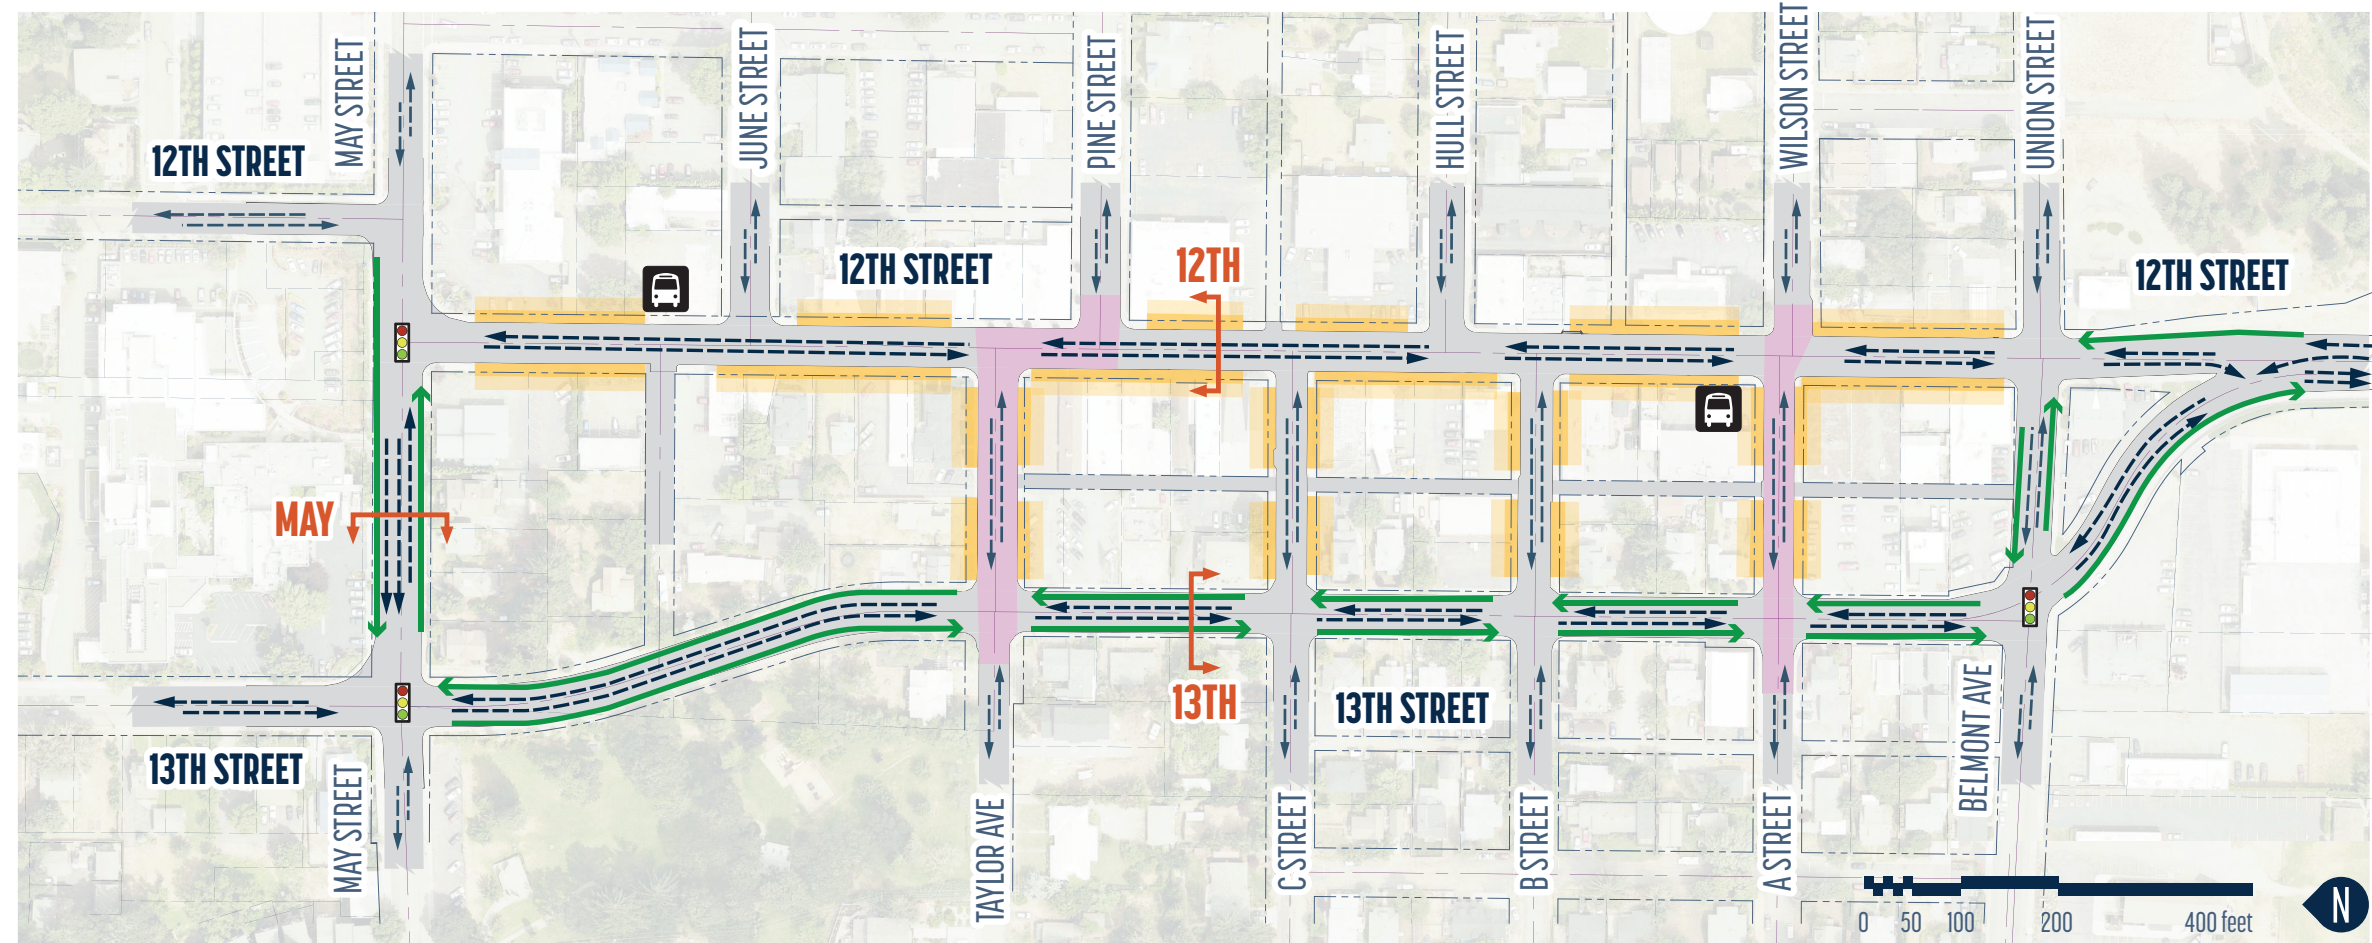 MAY STREET
JUNE STREET
PINE STREET
HULL STREET
WILSON STREET
UNION STREET
12TH STREET
12TH STREET
12TH
12TH STREET
MAY
13TH
13TH STREET
13TH STREET
MAY STREET
TAYLOR AVE
C STREET
B STREET
A STREET
BELMONT AVE
0 50 100 200 400 feet
N